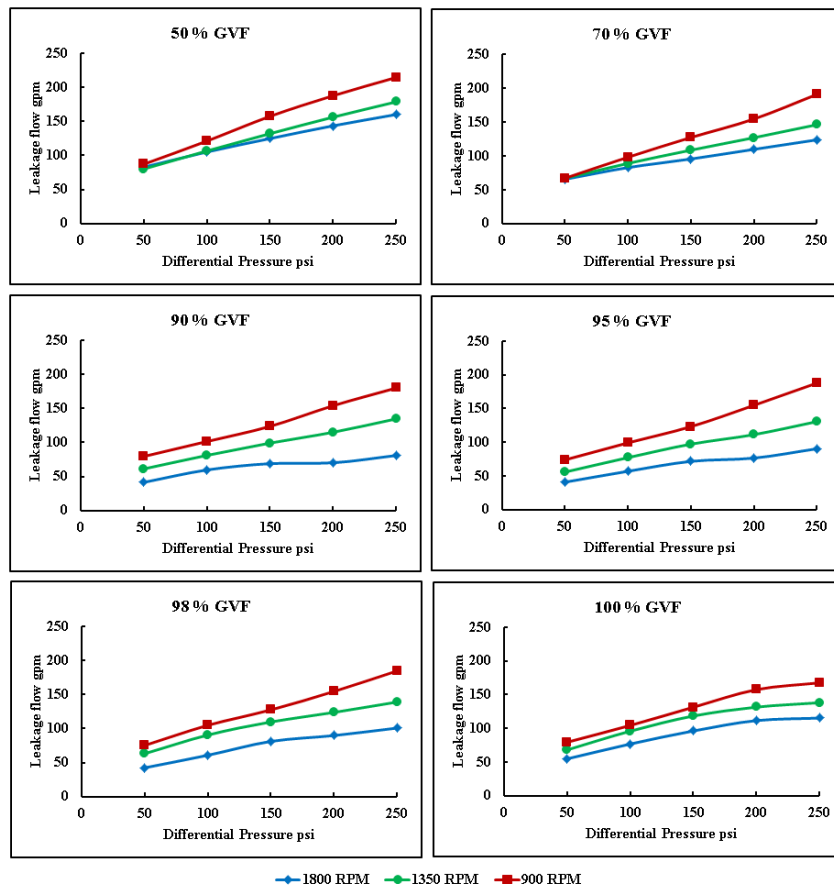 50 % GVF
Leakage flow gpm
250
200
150
100
50
0
0 50 100 150 200 250
Differential Pressure psi
70 % GVF
Leakage flow gpm
250
200
150
100
50
0
0 50 100 150 200 250
Differential Pressure psi
90 % GVF
Leakage flow gpm
250
200
150
100
50
0
0 50 100 150 200 250
Differential Pressure psi
95 % GVF
Leakage flow gpm
250
200
150
100
50
0
0 50 100 150 200 250
Differential Pressure psi
98 % GVF
Leakage flow gpm
250
200
150
100
50
0
0 50 100 150 200 250
Differential Pressure psi
100 % GVF
Leakage flow gpm
250
200
150
100
50
0
0 50 100 150 200 250
Differential Pressure psi
1800 RPM 1350 RPM 900 RPM